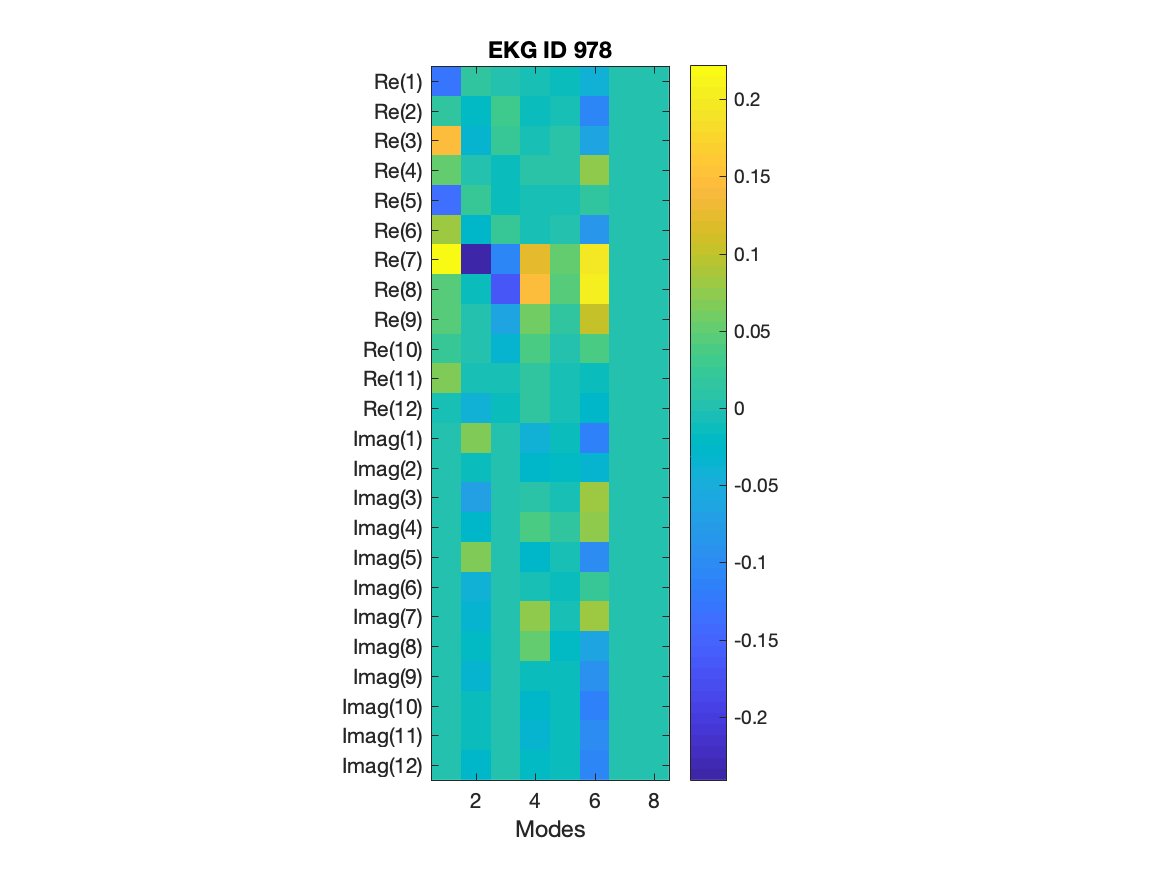 EKG ID 978
Re(1)
Re(2)
Re(3)
Re(4)
Re(5)
Re(6)
Re(7)
Re(8)
Re(9)
Re(10)
Re(11)
Re(12)
Imag(1)
Imag(2)
Imag(3)
Imag(4)
Imag(5)
Imag(6)
Imag(7)
Imag(8)
Imag(9)
Imag(10)
Imag(11)
Imag(12)
2 4 6 8
Modes
0.2
0.15
0.1
0.05
0
-0.05
-0.1
-0.15
-0.2